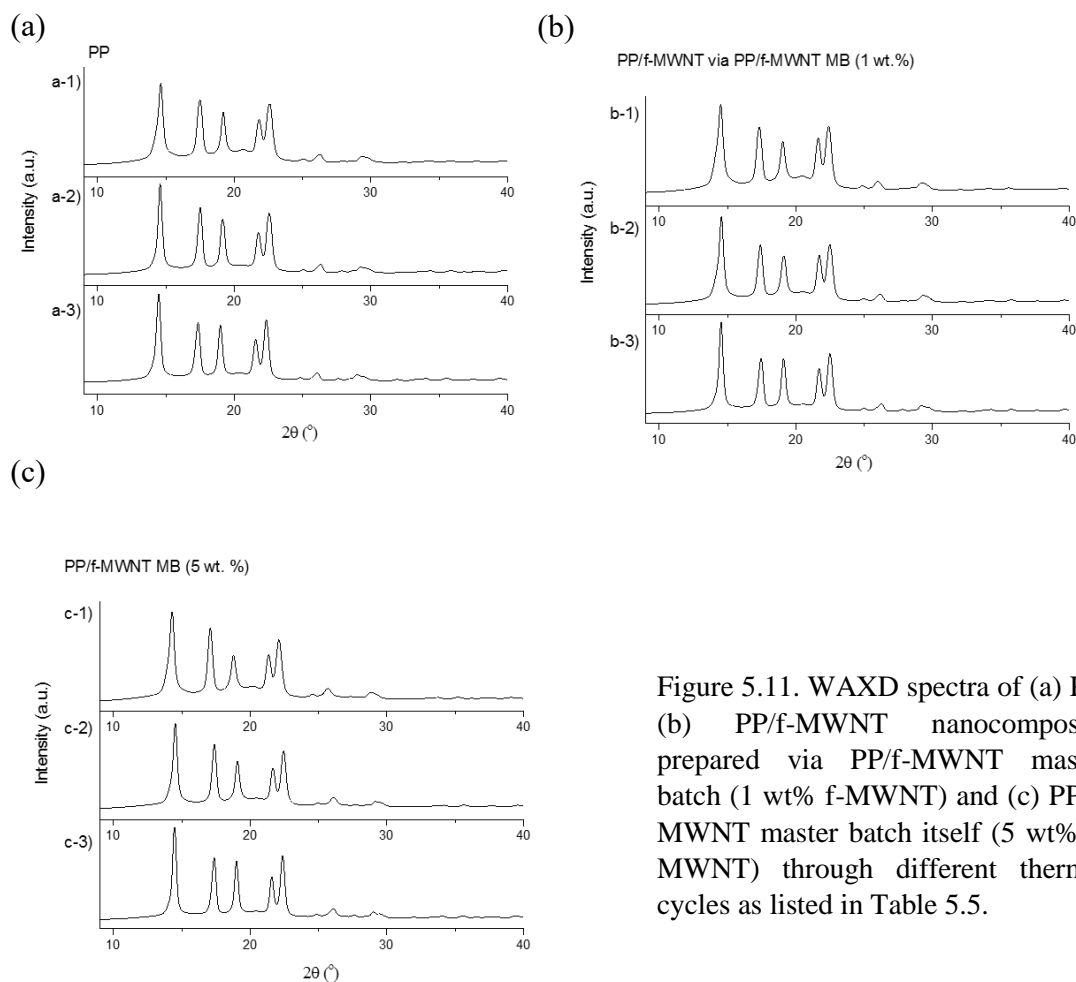 (a)
PP
a-1)
10 20 30 40
a-2)
10 20 30 40
a-3)
10 20 30 40
Intensity (a.u.)
2θ (°)
(b)
PP/f-MWNT via PP/f-MWNT MB (1 wt.%)
b-1)
10 20 30 40
b-2)
10 20 30 40
b-3)
10 20 30 40
Intensity (a.u.)
2θ (°)
(c)
PP/f-MWNT MB (5 wt. %)
c-1)
10 20 30 40
c-2)
10 20 30 40
c-3)
10 20 30 40
Intensity (a.u.)
2θ (°)
Figure 5.11. WAXD spectra of (a)
(b) PP/f-MWNT
prepared via PP/f-MWNT
batch (1 wt% f-MWNT) and (c)
MWNT master batch itself (5 wt%
MWNT) through different
cycles as listed in Table 5.5.